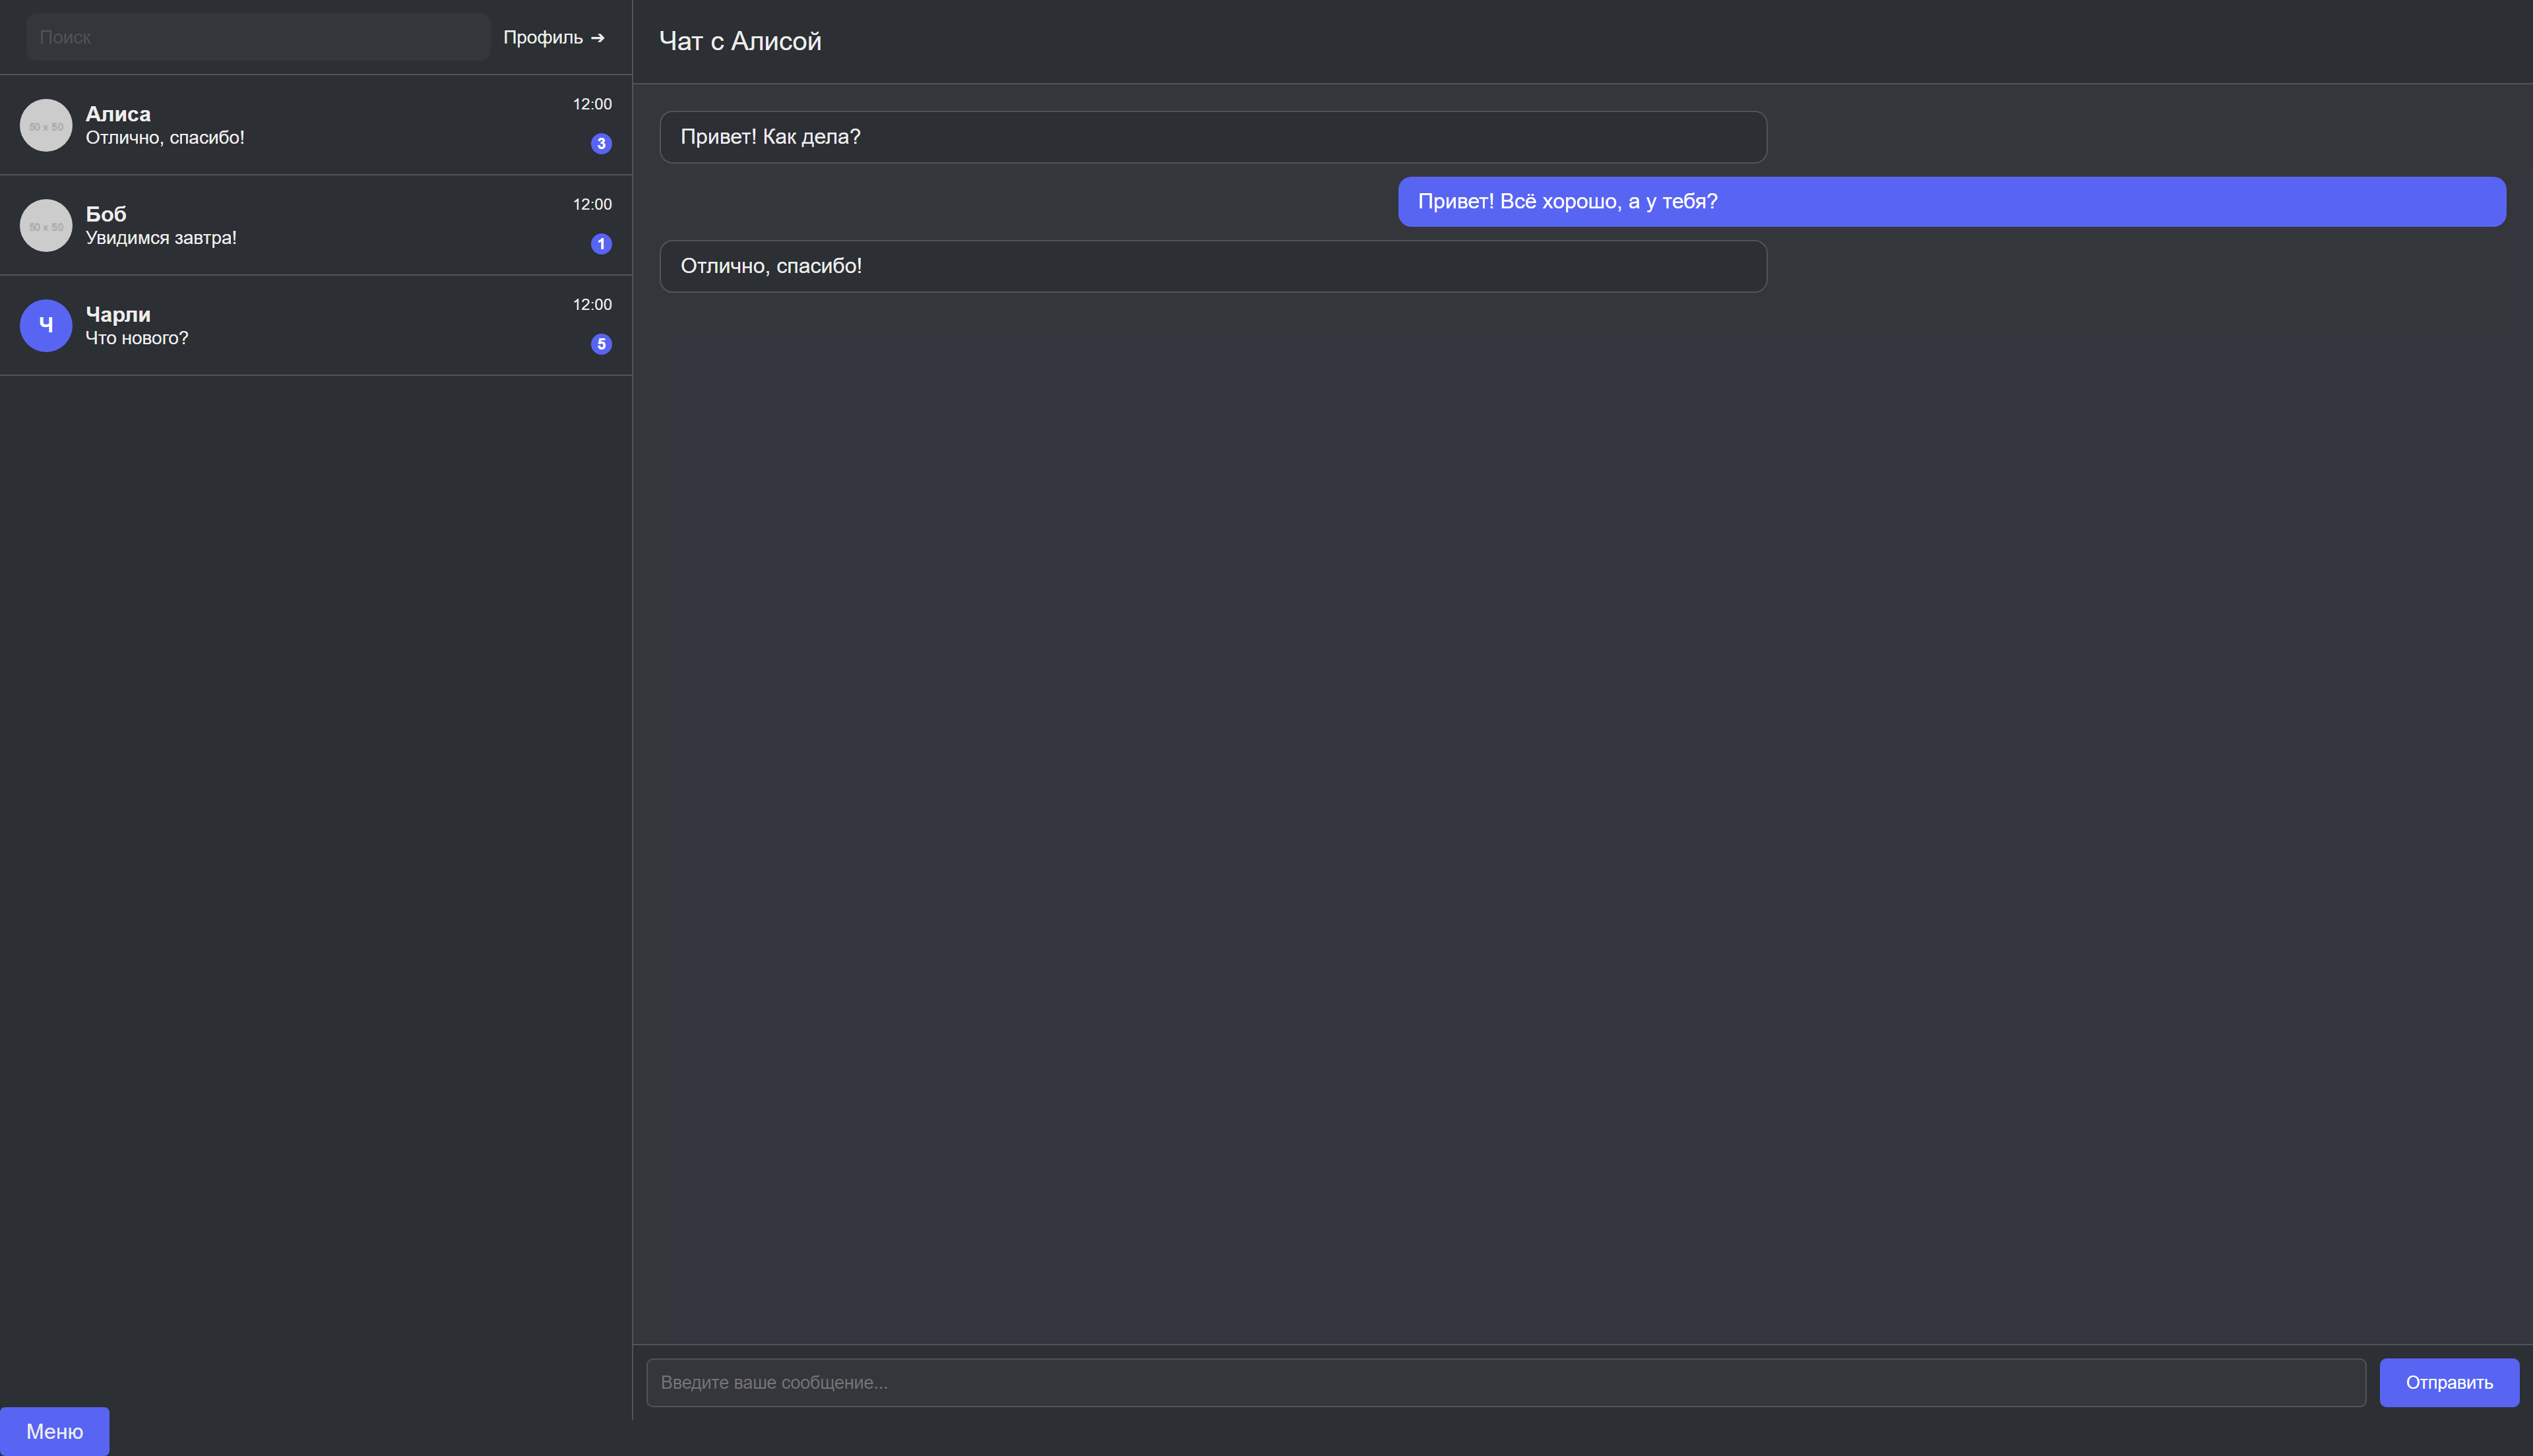 Поиск
Профиль ➔
Алиса
Отлично, спасибо!
12:00
3
50 x 50
Боб
Увидимся завтра!
12:00
1
50 x 50
Ч
Чарли
Что нового?
12:00
5
Меню
Чат с Алисой
Привет! Как дела?
Привет! Всё хорошо, а у тебя?
Отлично, спасибо!
Введите ваше сообщение...
Отправить